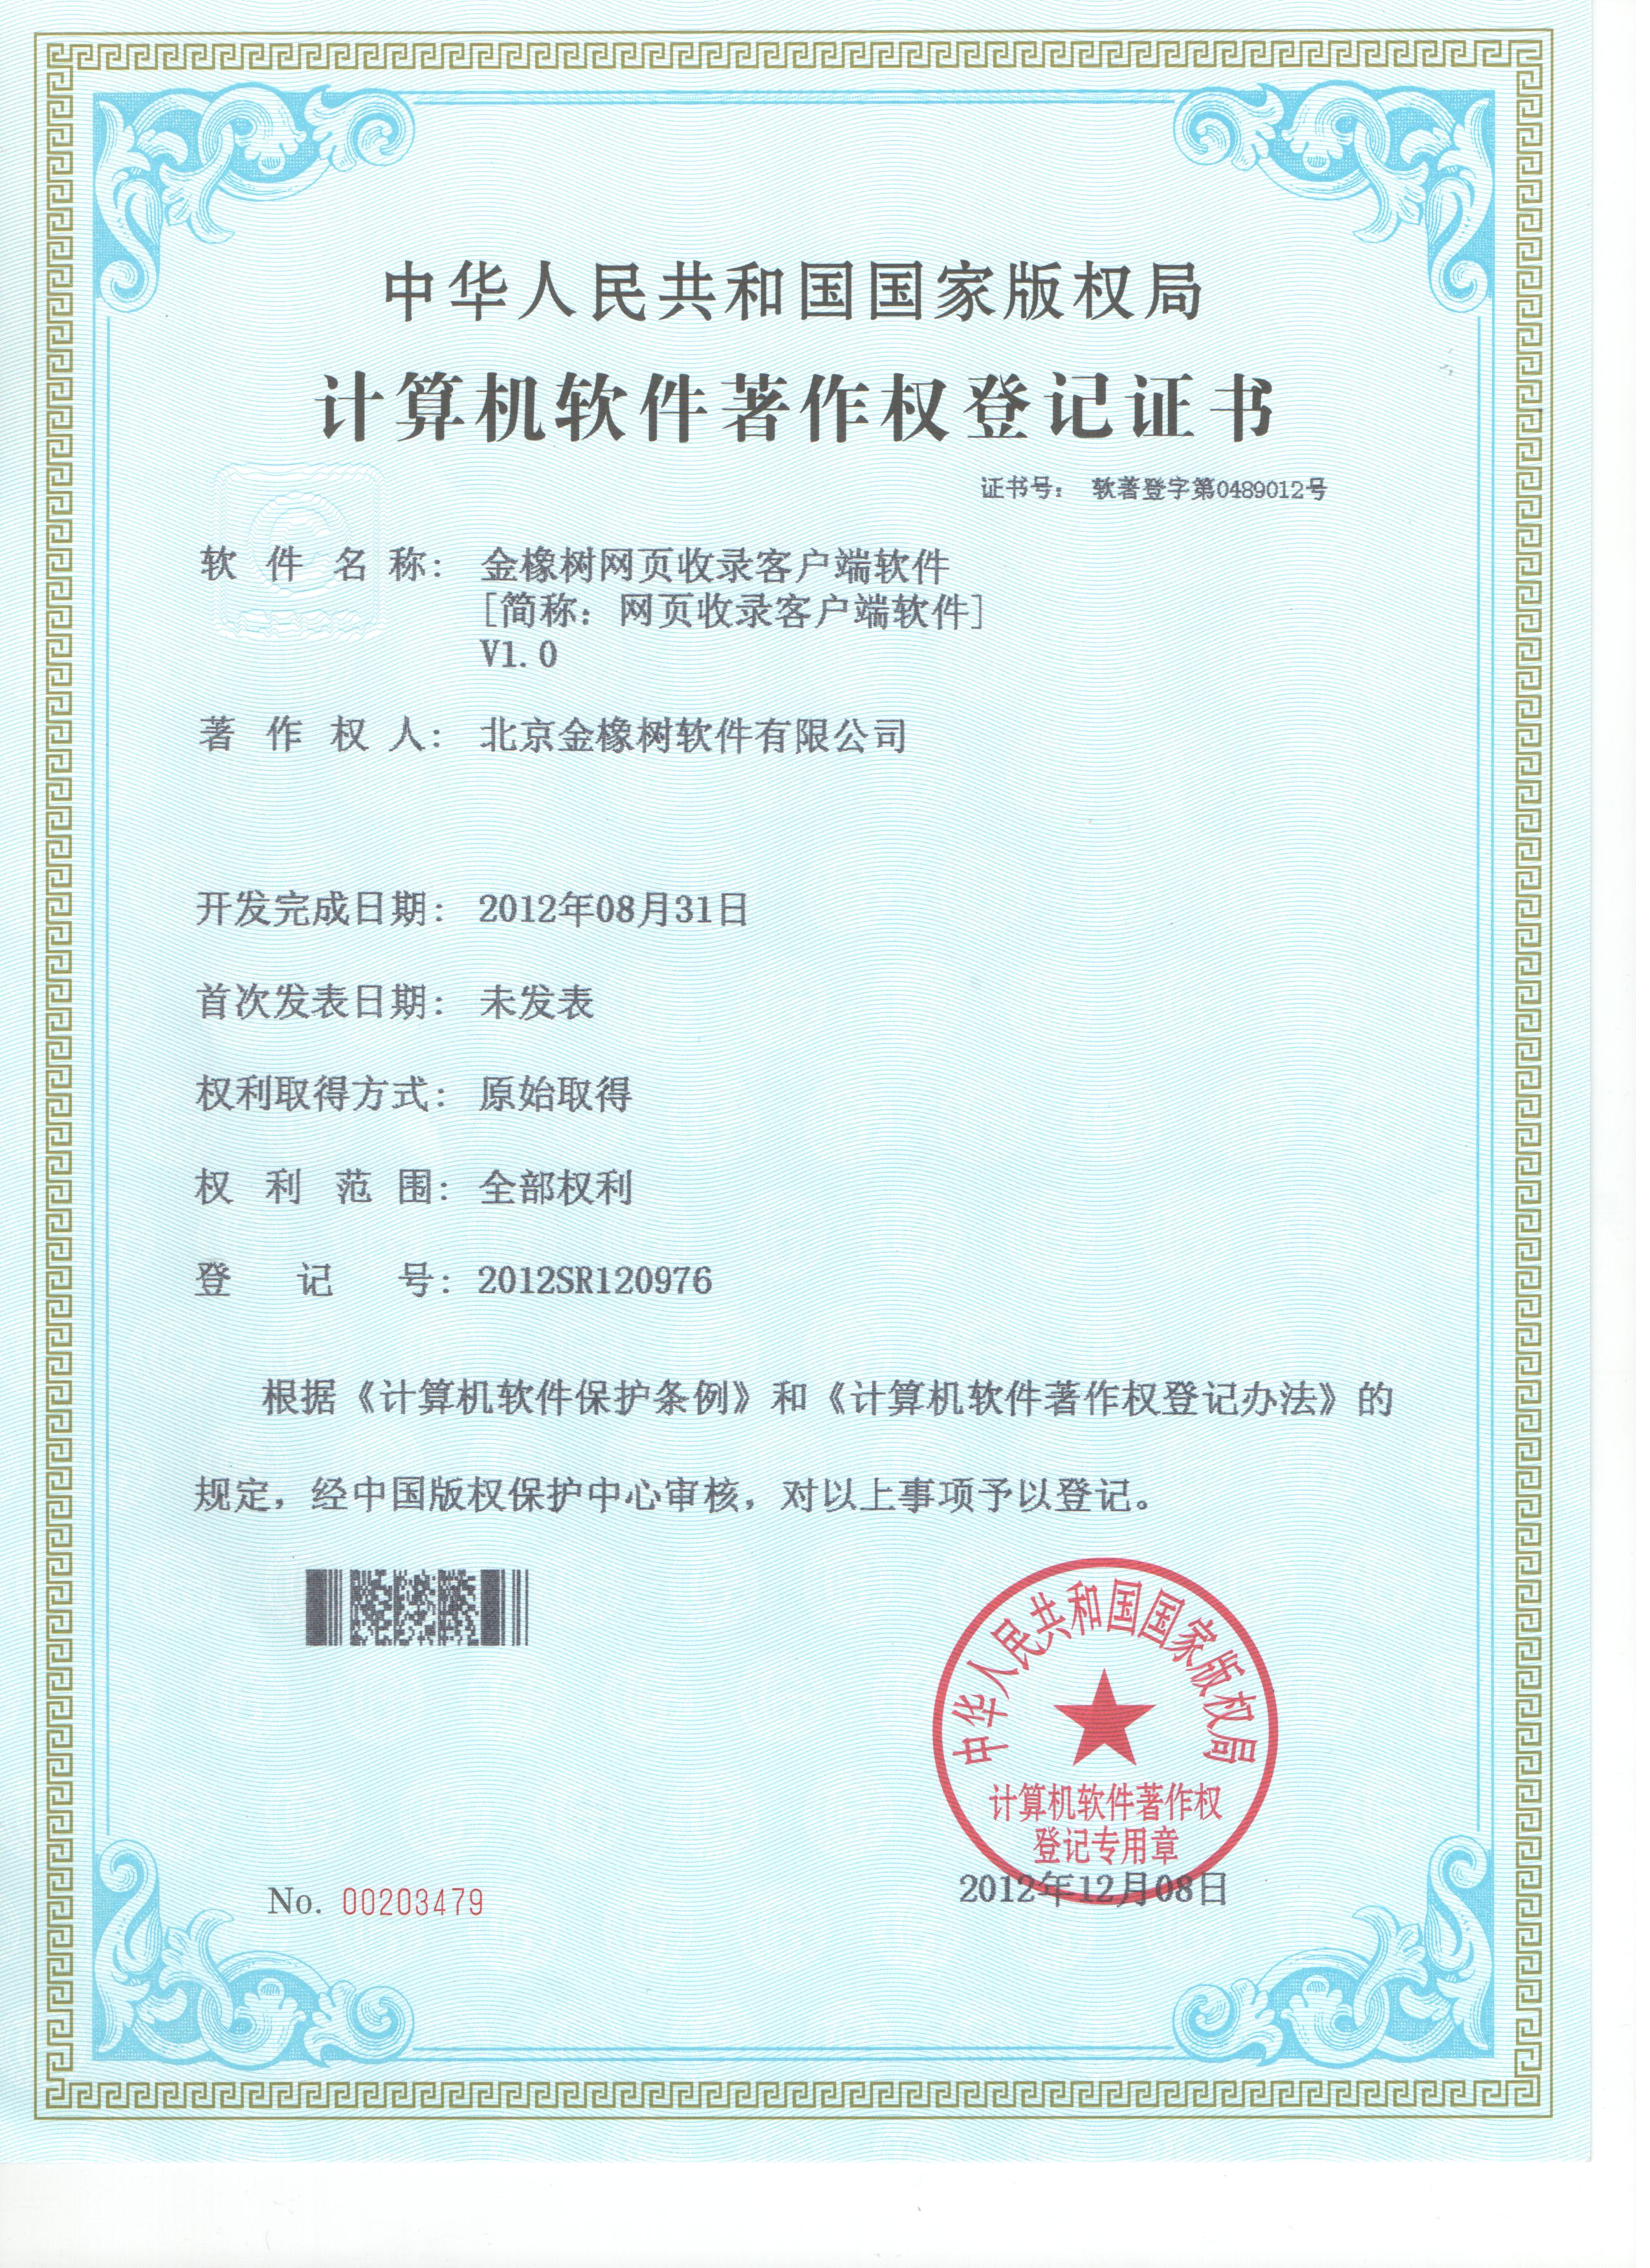 中华人民共和国国家版权局
计算机软件著作权登记证书
证书号： 软著登字第0489012号
软件名称： 金橡树网页收录客户端软件
[简称：网页收录客户端软件]
V1.0
著作权人： 北京金橡树软件有限公司
开发完成日期： 2012年08月31日
首次发表日期： 未发表
权利取得方式： 原始取得
权利范围： 全部权利
登记号： 2012SR120976
根据《计算机软件保护条例》和《计算机软件著作权登记办法》的
规定，经中国版权保护中心审核，对以上事项予以登记。
中华人民共和国国家版权局
计算机软件著作权
登记专用章
2012年12月08日
No. 00203479